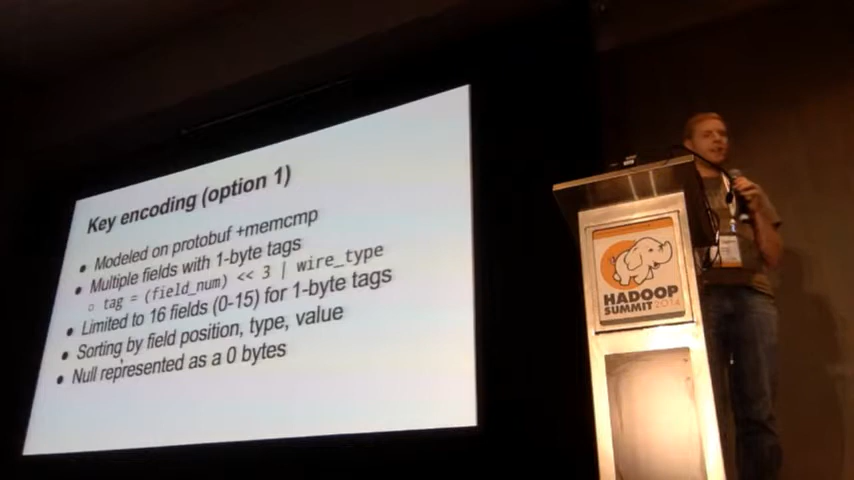 Key encoding (option 1)
● Modeled on protobuf +memcmp
● Multiple fields with 1-byte tags
○ tag = (field_num) << 3 | wire_type
● Limited to 16 fields (0-15) for 1-byte tags
● Sorting by field position, type, value
● Null represented as a 0 bytes
HADOOP
SUMMIT 2014